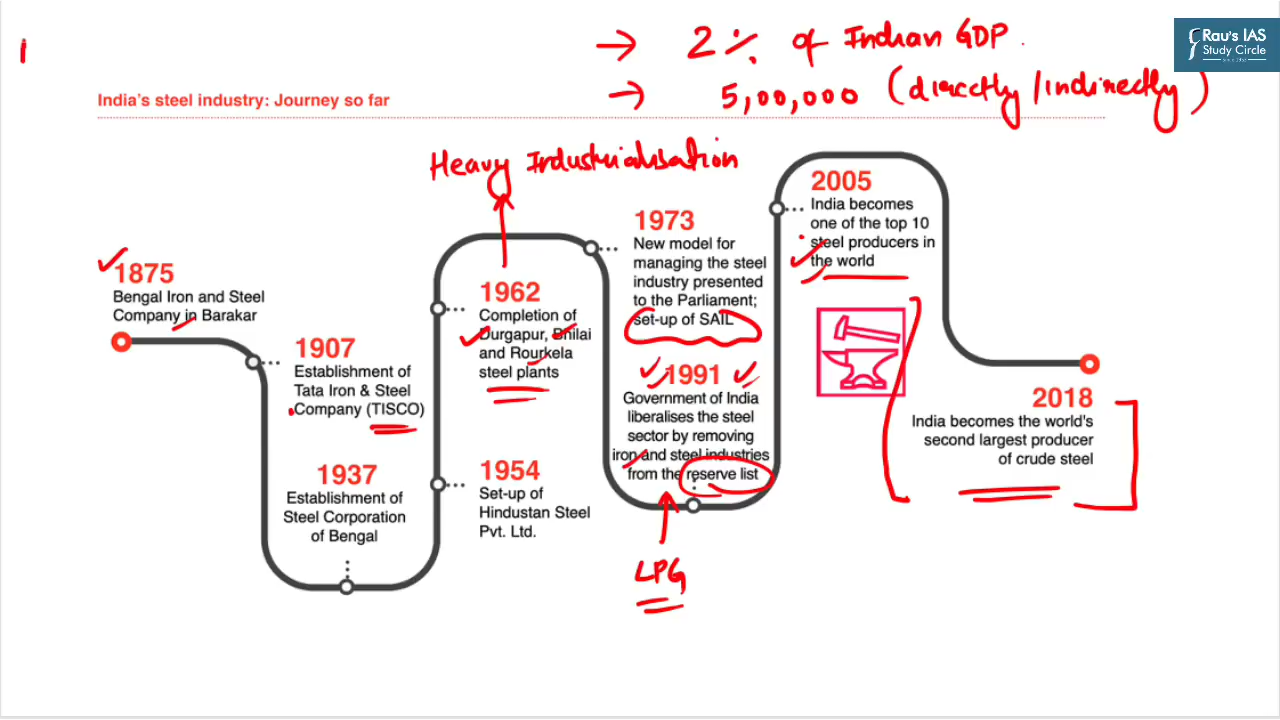 → 2% of Indian GDP.
→ 5,00,000 (directly/indirectly)
Rau's IAS
Study Circle
since 1953
India's steel industry: Journey so far
Heavy Industrialisation
1875
Bengal Iron and Steel
Company in Barakar
1907
Establishment of
Tata Iron & Steel
Company (TISCO)
1937
Establishment of
Steel Corporation
of Bengal
1954
Set-up of
Hindustan Steel
Pvt. Ltd.
1962
Completion of
Durgapur, Bhilai
and Rourkela
steel plants
1973
New model for
managing the steel
industry presented
to the Parliament;
set-up of SAIL
1991
Government of India
liberalises the steel
sector by removing
iron and steel industries
from the reserve list
LPG
2005
India becomes
one of the top 10
steel producers in
the world
2018
India becomes the world's
second largest producer
of crude steel